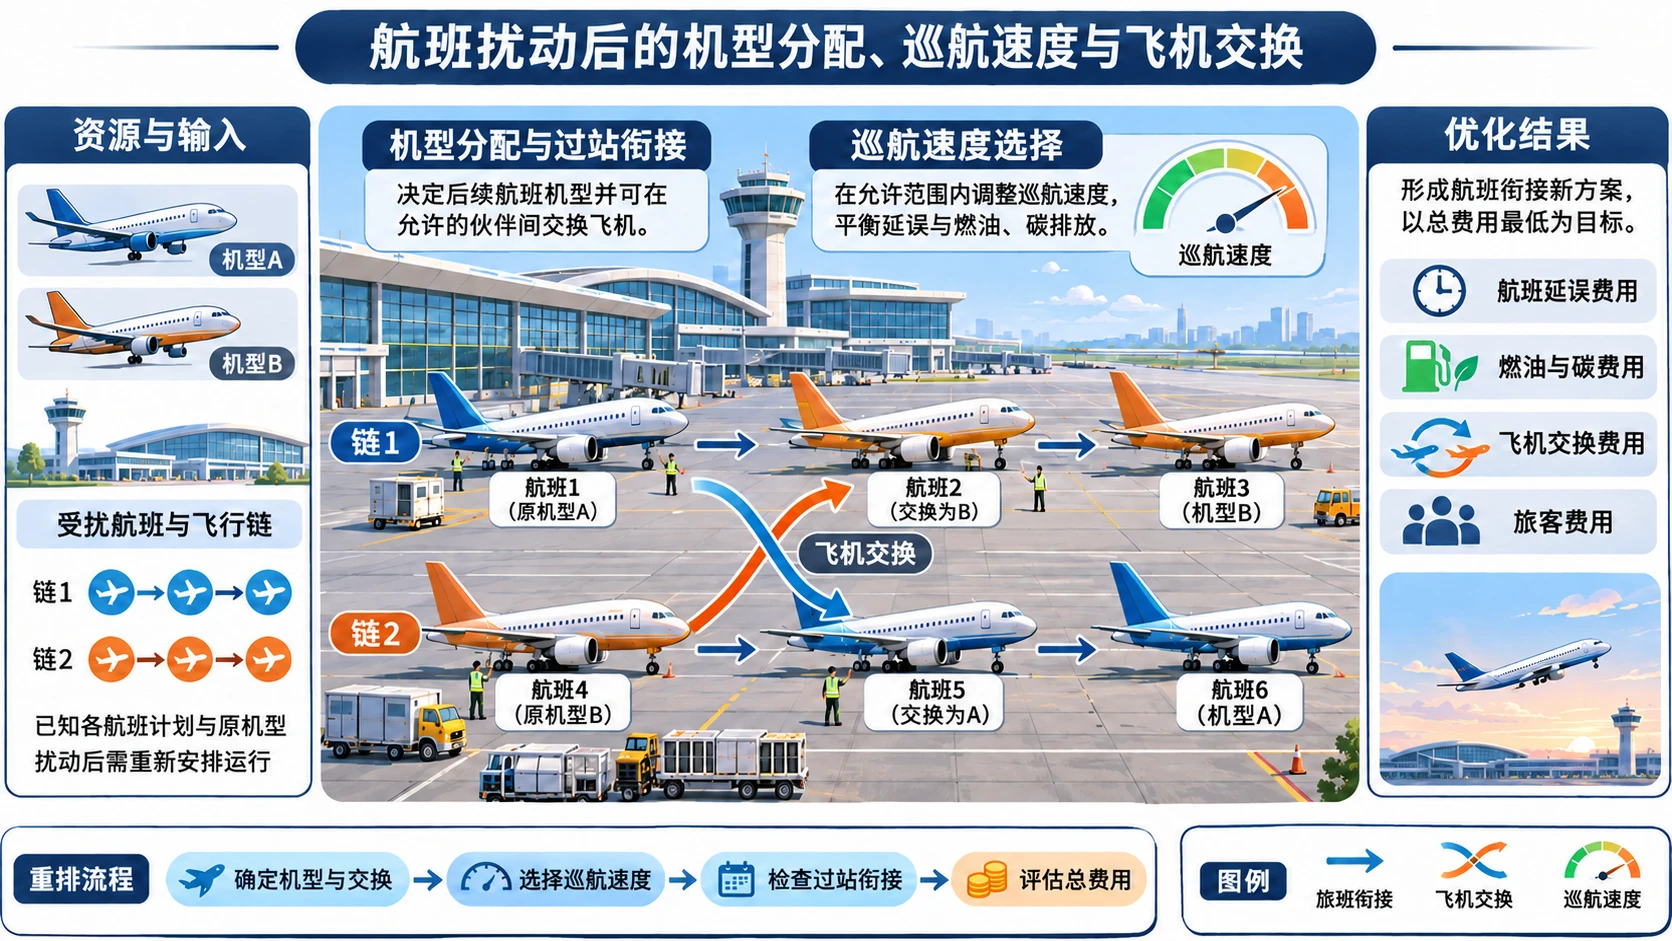 航班扰动后的机型分配、巡航速度与飞机交换
资源与输入
机型A
机型B
受扰航班与飞行链
链1
链2
已知各航班计划与原机型
扰动后需重新安排运行
机型分配与过站衔接
决定后续航班机型并可在
允许的伙伴间交换飞机。
巡航速度选择
在允许范围内调整巡航速度，
平衡延误与燃油、碳排放。
巡航速度
链1
航班1
（原机型A）
航班2
（交换为B）
航班3
（机型B）
飞机交换
链2
航班4
（原机型B）
航班5
（交换为A）
航班6
（机型A）
优化结果
形成航班衔接新方案，
以总费用最低为目标。
航班延误费用
燃油与碳费用
飞机交换费用
旅客费用
重排流程
确定机型与交换
选择巡航速度
检查过站衔接
评估总费用
图例
旅班衔接
飞机交换
巡航速度